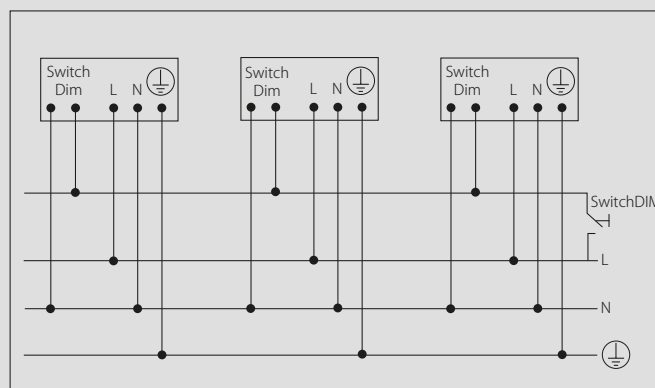 Switch
Dim L N
Switch
Dim L N
Switch
Dim L N
SwitchDIM
L
N